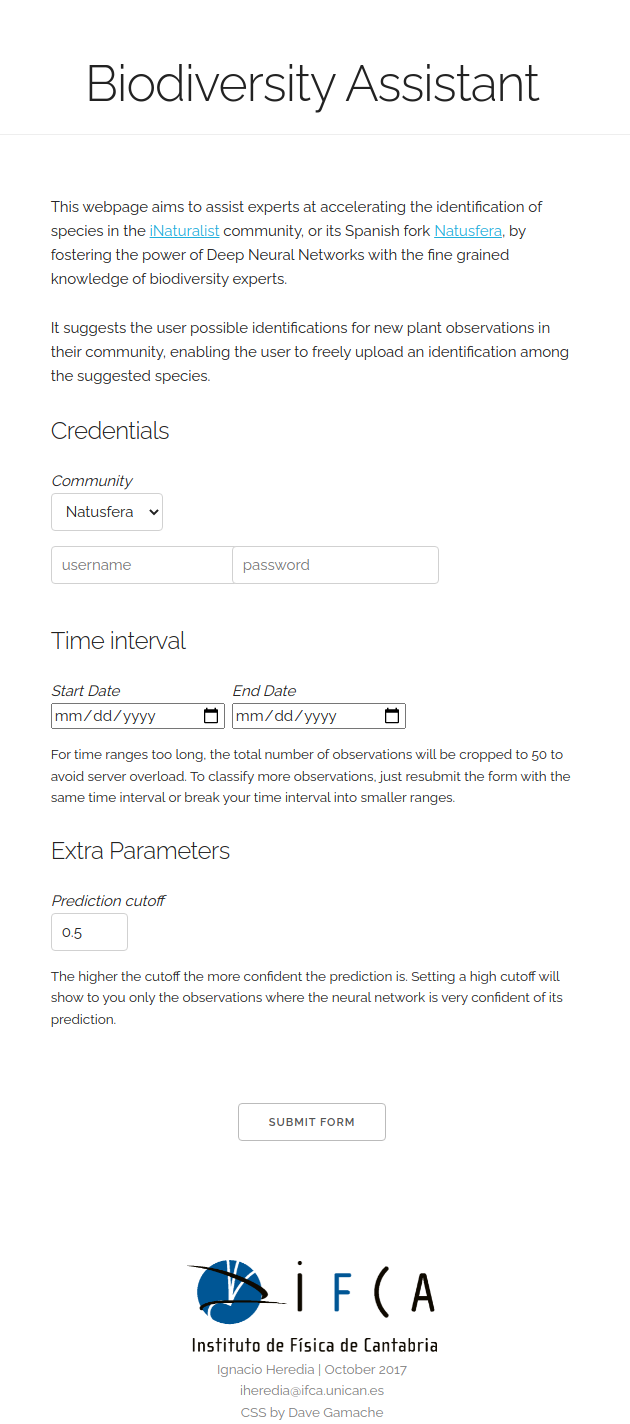 Biodiversity Assistant
This webpage aims to assist experts at accelerating the identification of
species in the iNaturalist community, or its Spanish fork Natusfera, by
fostering the power of Deep Neural Networks with the fine grained
knowledge of biodiversity experts.
It suggests the user possible identifications for new plant observations in
their community, enabling the user to freely upload an identification among
the suggested species.
Credentials
Community
Natusfera
username password
Time interval
Start Date End Date
mm/dd/yyyy mm/dd/yyyy
For time ranges too long, the total number of observations will be cropped to 50 to
avoid server overload. To classify more observations, just resubmit the form with the
same time interval or break your time interval into smaller ranges.
Extra Parameters
Prediction cutoff
0.5
The higher the cutoff the more confident the prediction is. Setting a high cutoff will
show to you only the observations where the neural network is very confident of its
prediction.
SUBMIT FORM
iFCA
Instituto de Física de Cantabria
Ignacio Heredia | October 2017
iheredia@ifca.unican.es
CSS by Dave Gamache